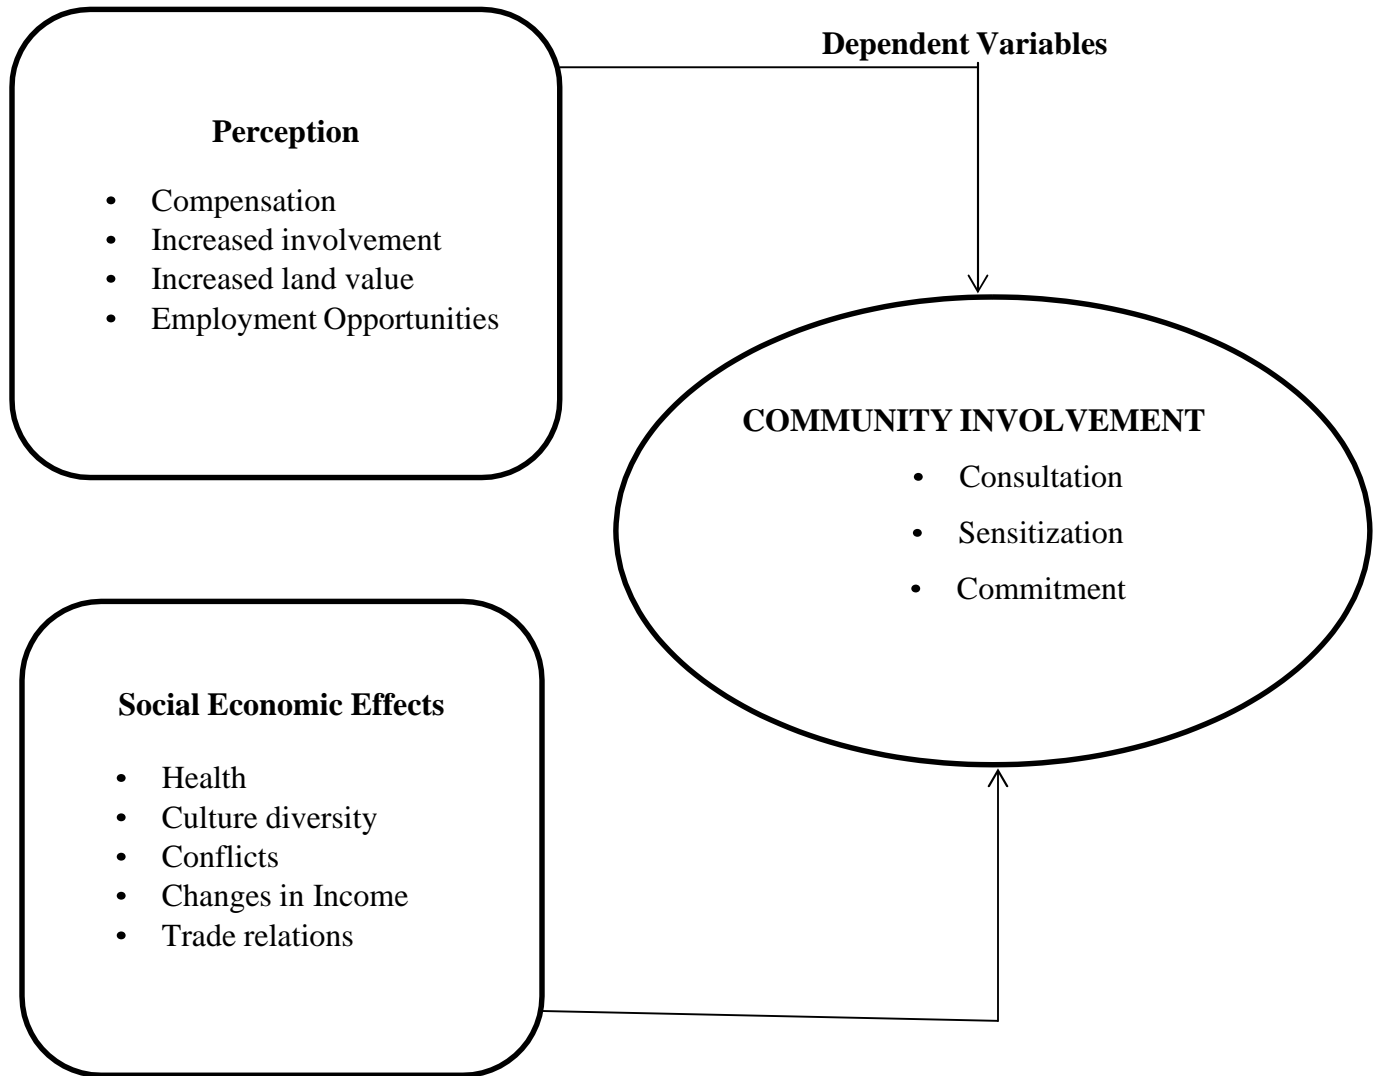 Dependent Variables
Perception
• Compensation
• Increased involvement
• Increased land value
• Employment Opportunities
COMMUNITY INVOLVEMENT
• Consultation
• Sensitization
• Commitment
Social Economic Effects
• Health
• Culture diversity
• Conflicts
• Changes in Income
• Trade relations